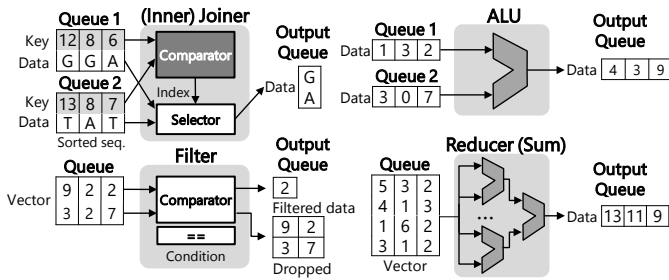 (Inner) Joiner
Queue 1
Key 12 8 6
Data G G A
Queue 2
Key 13 8 7
Data T A T
Sorted seq.
Comparator
Index
Selector
Output
Queue
Data G
A
ALU
Queue 1
Data 1 3 2
Queue 2
Data 3 0 7
Output
Queue
Data 4 3 9
Filter
Queue
Vector
9 2 2
3 2 7
Comparator
==
Condition
Output
Queue
2
Filtered data
9 2
3 7
Dropped
Reducer (Sum)
Queue
5 3 2
4 1 3
1 6 2
3 1 2
Vector
...
Output
Queue
Data 13 11 9